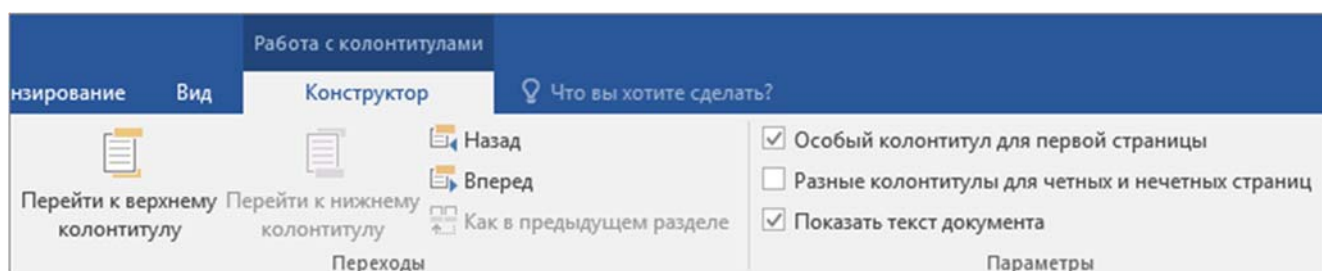 Работа с колонтитулами
нзирование Вид Конструктор Что вы хотите сделать?
Перейти к верхнему колонтитулу
Перейти к нижнему колонтитулу
Назад
Вперед
Как в предыдущем разделе
Переходы
Особый колонтитул для первой страницы
Разные колонтитулы для четных и нечетных страниц
Показать текст документа
Параметры